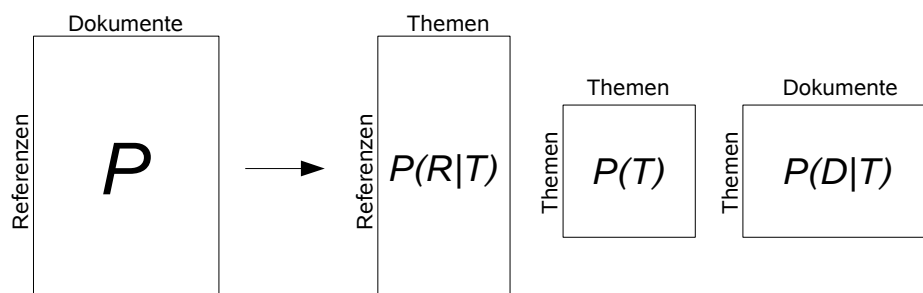 Dokumente
Referenzen
P
Themen
Referenzen
P(R|T)
Themen
Themen
P(T)
Dokumente
Themen
P(D|T)